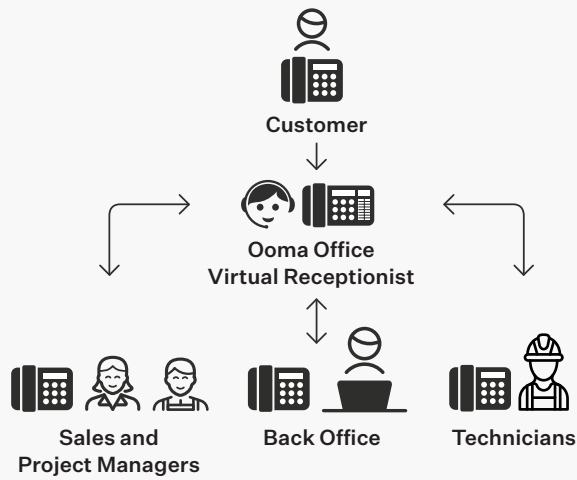 Customer
Ooma Office
Virtual Receptionist
Sales and
Project Managers
Back Office
Technicians